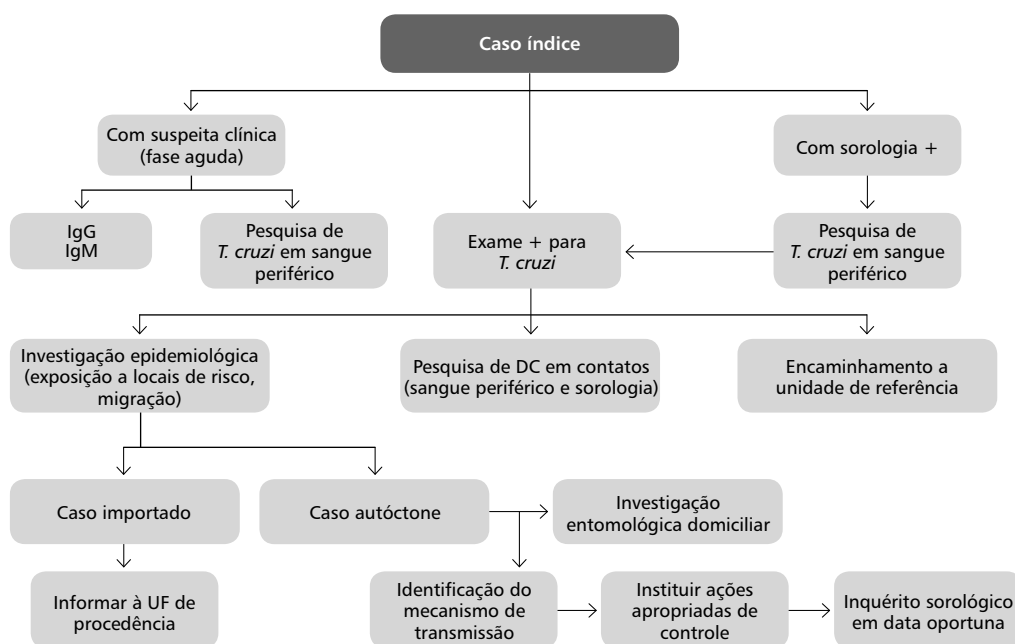 Caso índice
Com suspeita clínica
(fase aguda)
Com sorologia +
IgG
IgM
Pesquisa de
T. cruzi em sangue
periférico
Exame + para
T. cruzi
Pesquisa de
T. cruzi em sangue
periférico
Investigação epidemiológica
(exposição a locais de risco,
migração)
Pesquisa de DC em contatos
(sangue periférico e sorologia)
Encaminhamento a
unidade de referência
Caso importado
Caso autóctone
Investigação
entomológica domiciliar
Informar à UF de
procedência
Identificação do
mecanismo de
transmissão
Instituir ações
apropriadas de
controle
Inquérito sorológico
em data oportuna